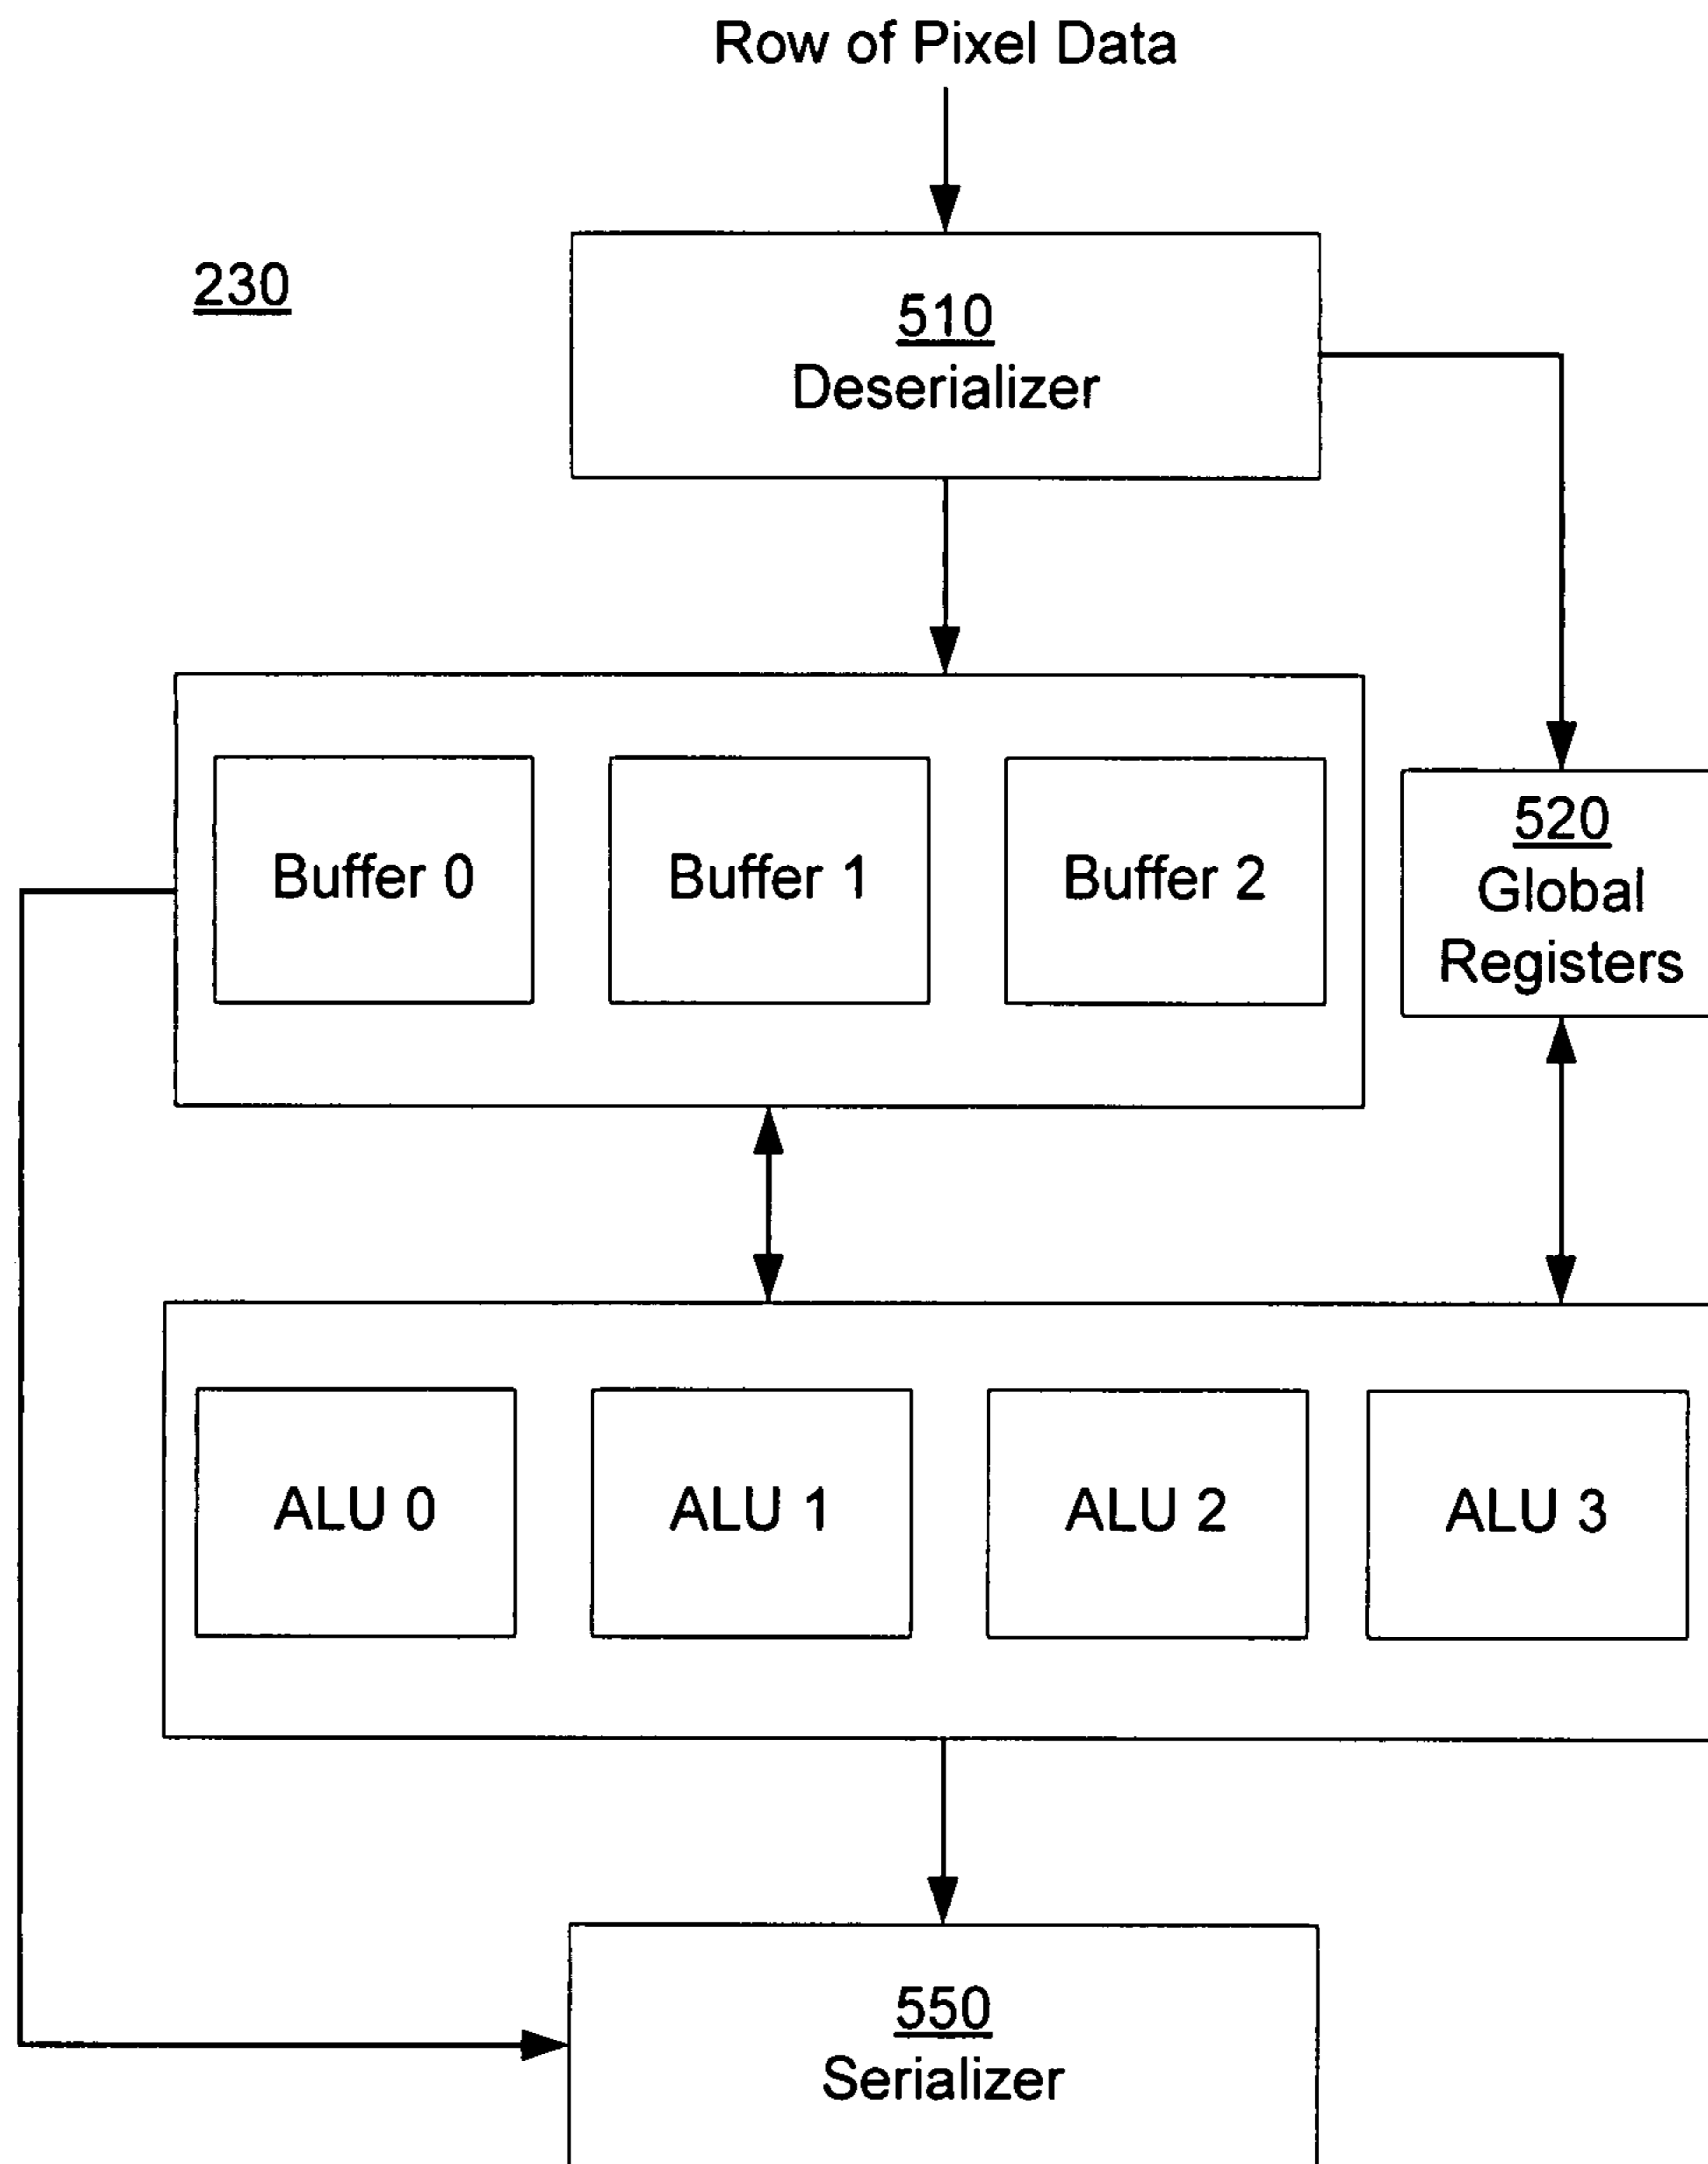 Row of Pixel Data
230
510
Deserializer
Buffer 0
Buffer 1
Buffer 2
520
Global
Registers
ALU 0
ALU 1
ALU 2
ALU 3
550
Serializer